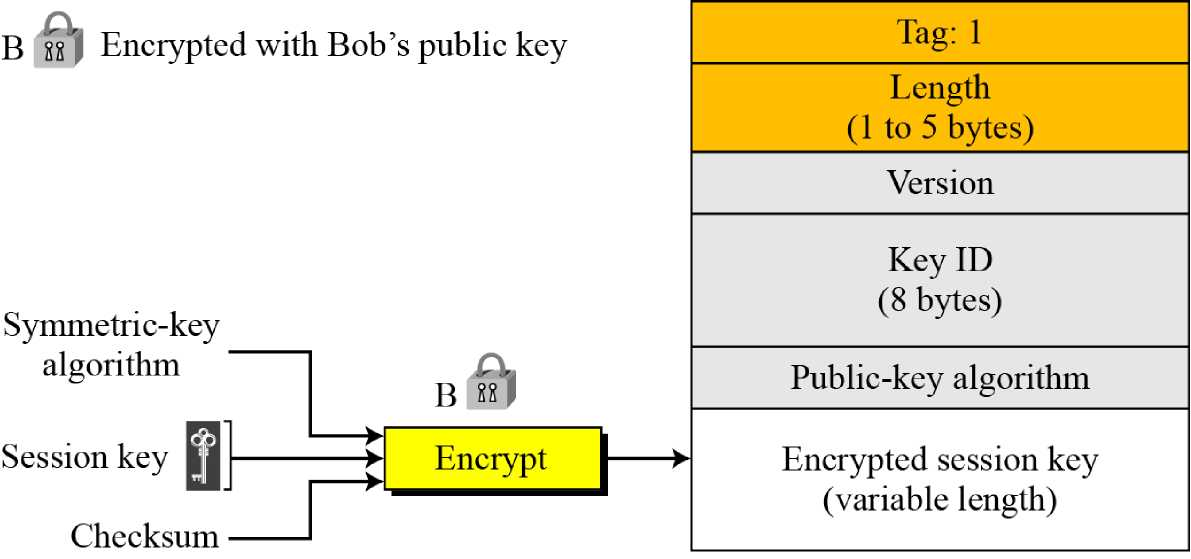 B Encrypted with Bob's public key
Tag: 1
Length
(1 to 5 bytes)
Version
Key ID
(8 bytes)
Public-key algorithm
Encrypted session key
(variable length)
Symmetric-key
algorithm
B
Session key
Encrypt
Checksum